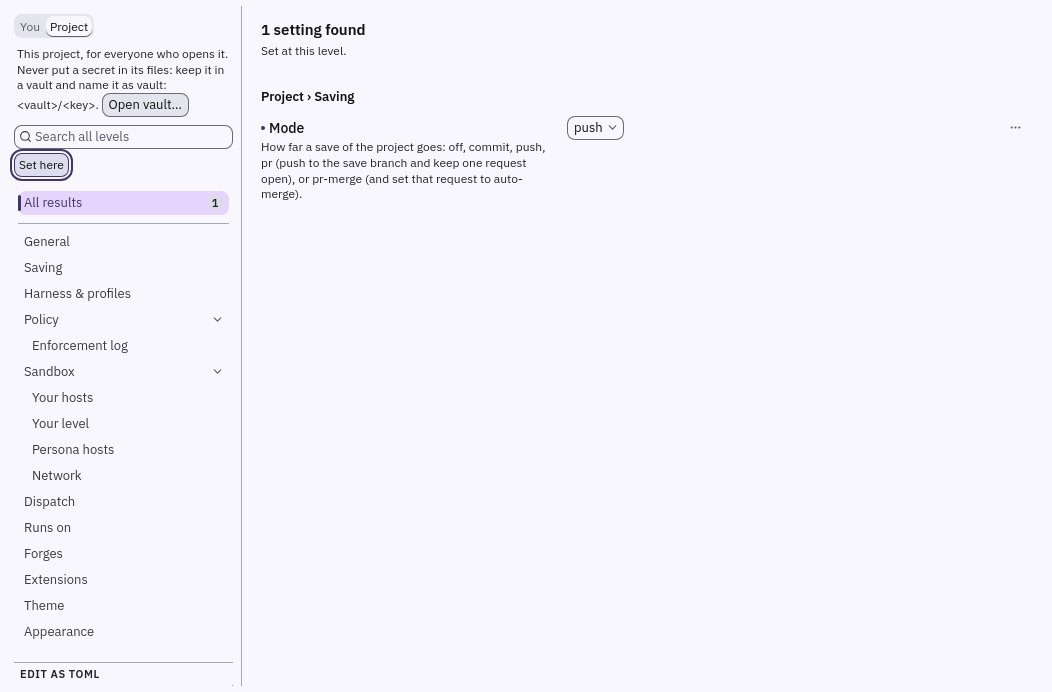 You Project
This project, for everyone who opens it.
Never put a secret in its files: keep it in
a vault and name it as vault:
<vault>/<key>. Open vault...
Search all levels
Set here
All results 1
General
Saving
Harness & profiles
Policy
Enforcement log
Sandbox
Your hosts
Your level
Persona hosts
Network
Dispatch
Runs on
Forges
Extensions
Theme
Appearance
EDIT AS TOML
1 setting found
Set at this level.
Project › Saving
• Mode
push
···
How far a save of the project goes: off, commit, push,
pr (push to the save branch and keep one request
open), or pr-merge (and set that request to auto-
merge).